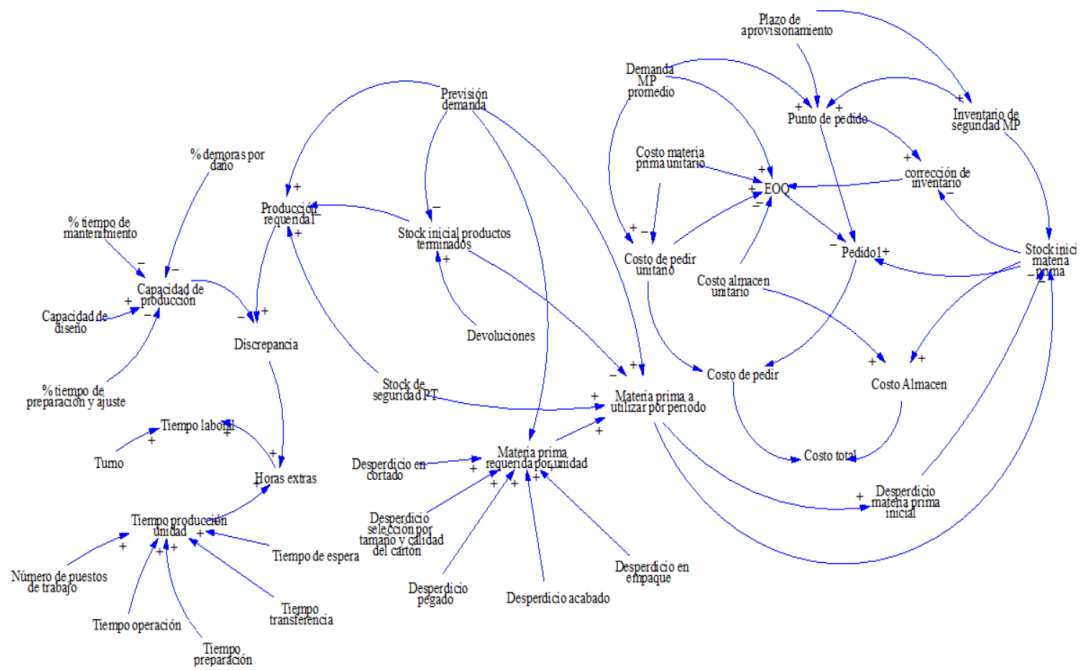 Plazo de
aprovisionamiento
Demanda
MP
promedio
Previsión
demanda
Punto de pedido
Inventario de
seguridad MP
% demoras por
daño
Costo materia
prima unitario
corrección de
inventario
EOQ
% tiempo de
mantenimiento
Producción
requerida1
Stock inicial productos
terminados
Costo de pedir
unitario
Pedido1
Stock inici
materia
prima
Capacidad de
producción
Costo almacen
unitario
Capacidad de
diseño
Discrepancia
Devoluciones
% tiempo de
preparación y ajuste
Stock de
seguridad PT
Costo de pedir
Costo Almacen
Materia prima a
utilizar por periodo
Tiempo laboral
Turno
Materia prima
requerida por unidad
Costo total
Desperdicio en
cortado
Horas extras
Desperdicio
materia prima
inicial
Desperdicio
selección por
tamaño y calidad
del cartón
Tiempo producción
unidad
Tiempo de espera
Desperdicio en
empaque
Número de puestos
de trabajo
Desperdicio
pegado
Desperdicio acabado
Tiempo
transferencia
Tiempo operación
Tiempo
preparación